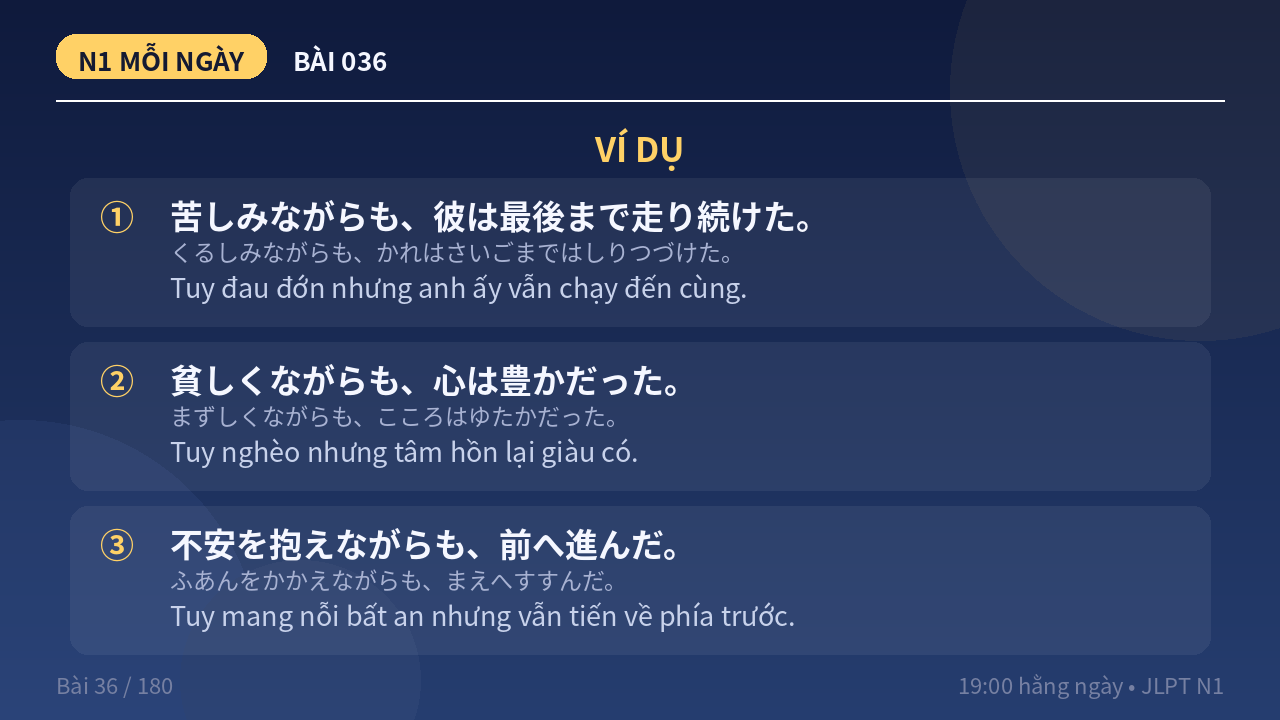 N1 MỖI NGÀY
BÀI 036
VÍ DỤ
① 苦しみながらも、彼は最後まで走り続けた。
くるしみながらも、かれはさいごまではしりつづけた。
Tuy đau đớn nhưng anh ấy vẫn chạy đến cùng.
② 貧しくながらも、心は豊かだった。
まずしくながらも、こころはゆたかだった。
Tuy nghèo nhưng tâm hồn lại giàu có.
③ 不安を抱えながらも、前へ進んだ。
ふあんをかかえながらも、まえへすすんだ。
Tuy mang nỗi bất an nhưng vẫn tiến về phía trước.
Bài 36 / 180
19:00 hằng ngày • JLPT N1